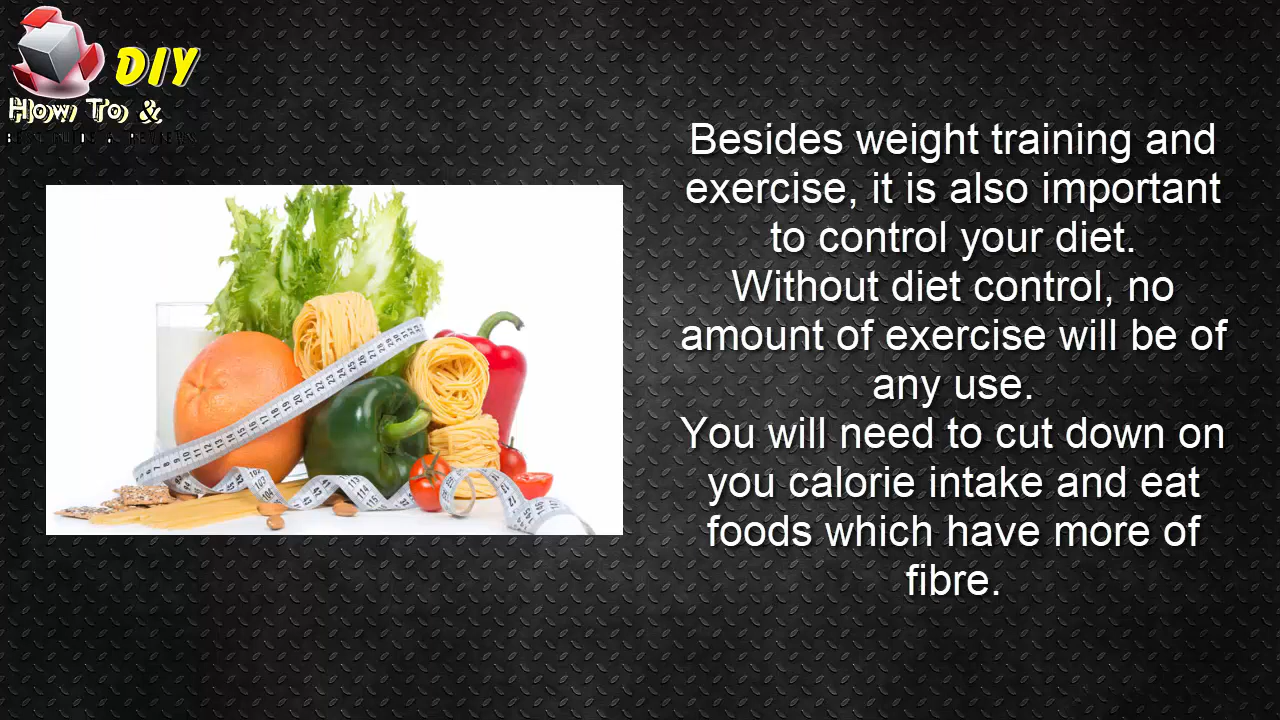 DIY
How To &
Besides weight training and
exercise, it is also important
to control your diet.
Without diet control, no
amount of exercise will be of
any use.
You will need to cut down on
you calorie intake and eat
foods which have more of
fibre.